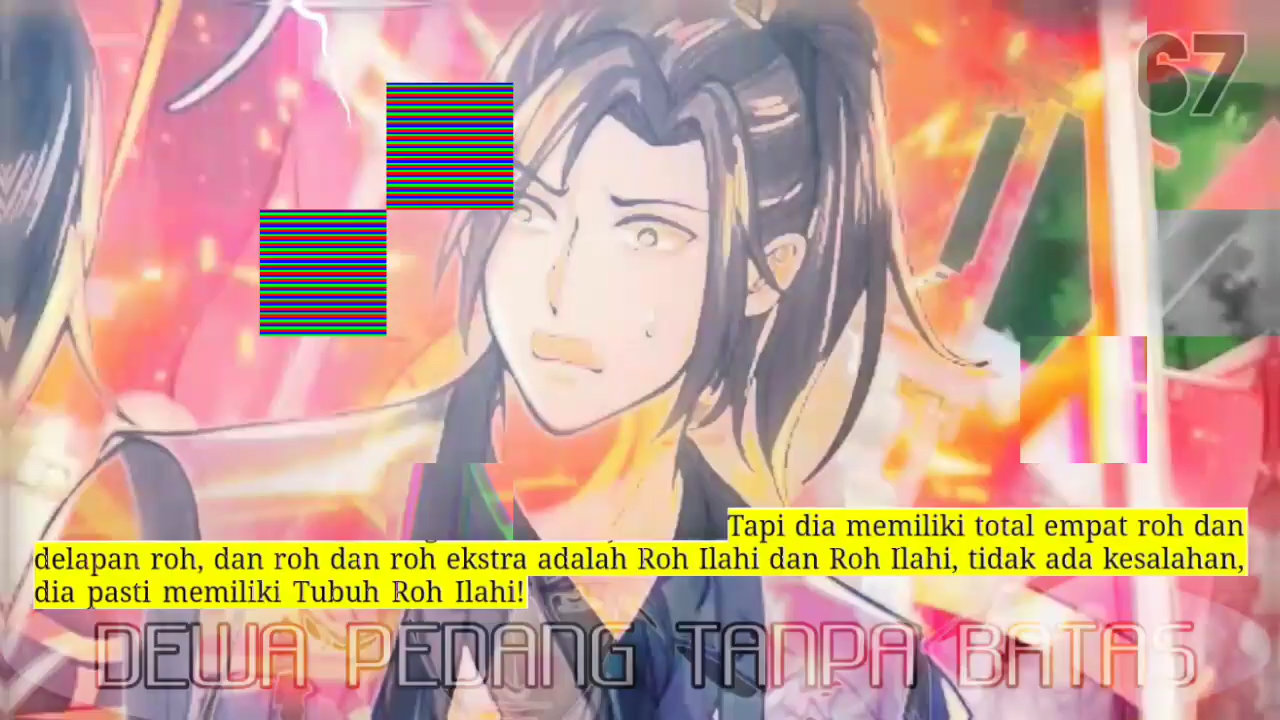 67
Tapi dia memiliki total empat roh dan
delapan roh, dan roh dan roh ekstra adalah Roh Ilahi dan Roh Ilahi, tidak ada kesalahan,
dia pasti memiliki Tubuh Roh Ilahi!
DEWA PEDANG TANPA BATAS